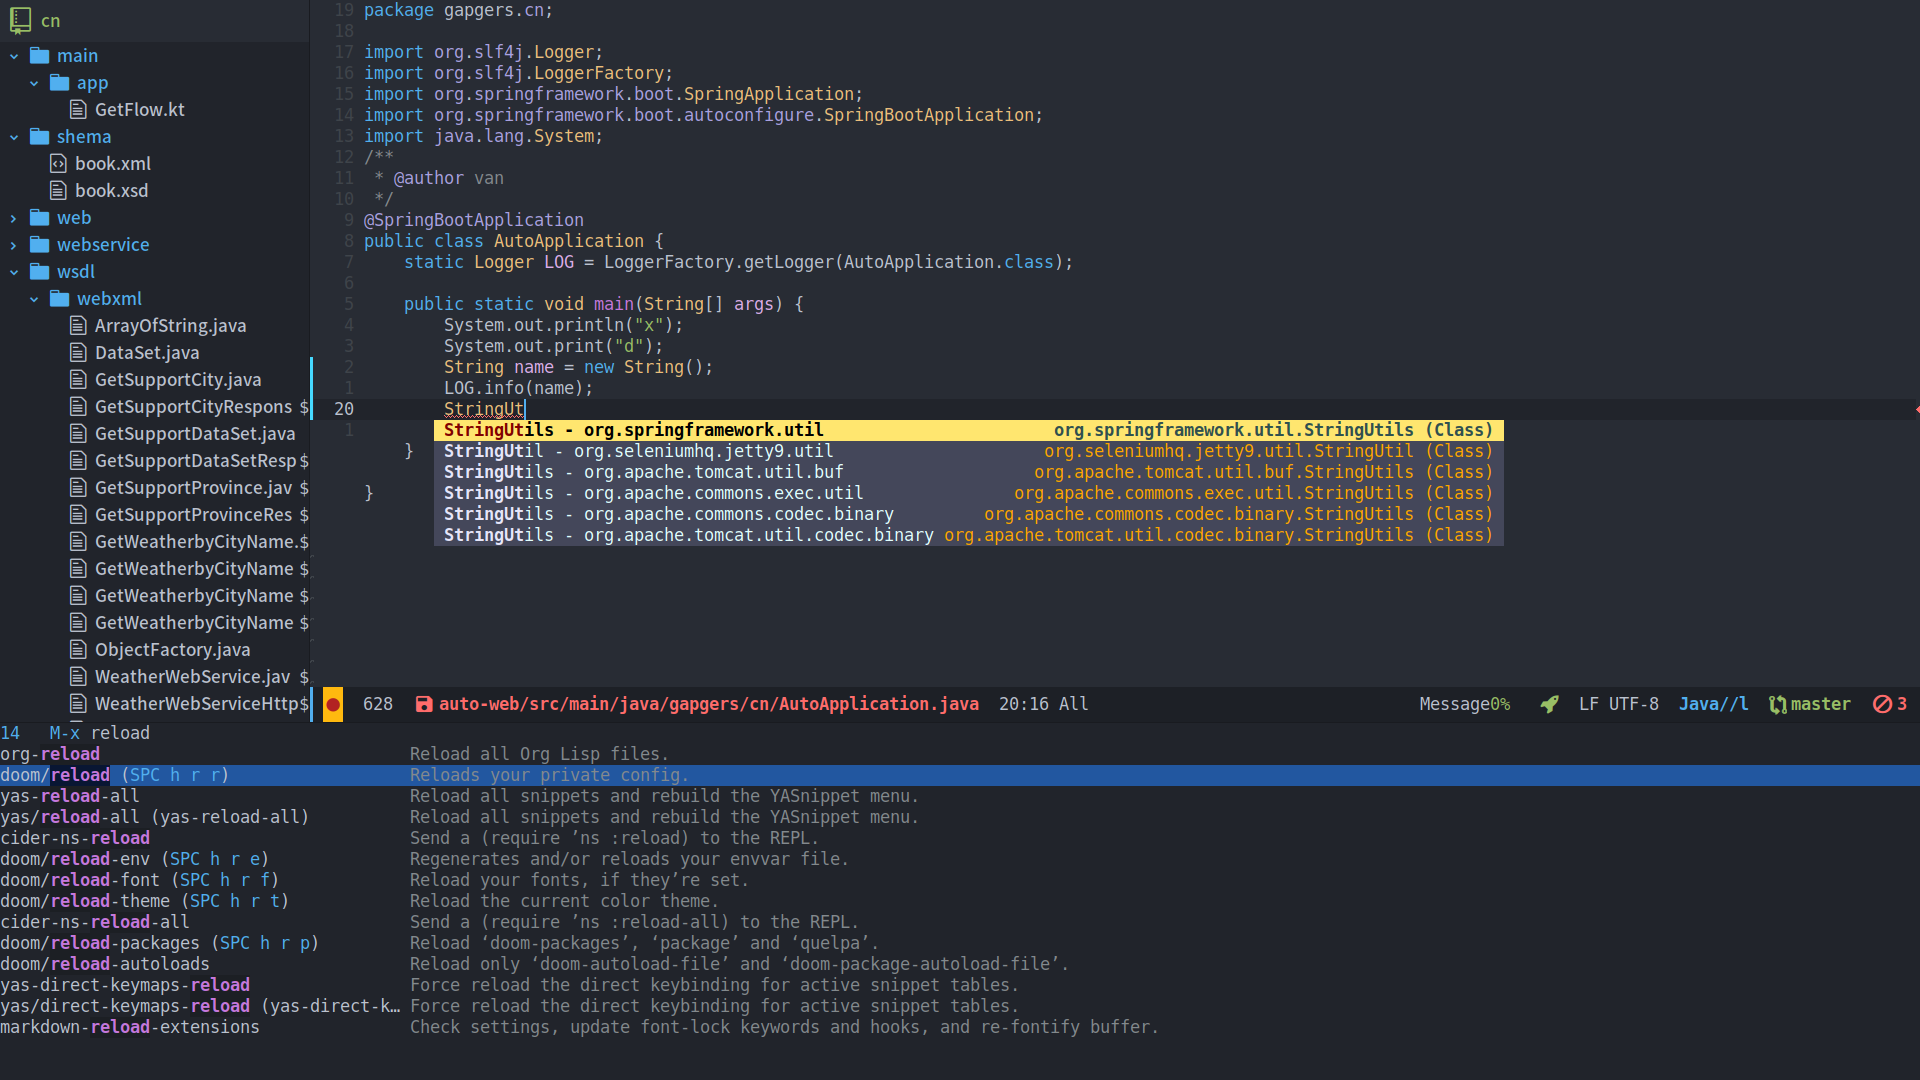 cn
main
app
GetFlow.kt
shema
book.xml
book.xsd
web
webservice
wsdl
webxml
ArrayOfString.java
DataSet.java
GetSupportCity.java
GetSupportCityRespons $
GetSupportDataSet.java
GetSupportDataSetResp $
GetSupportProvince.jav $
GetSupportProvinceRes $
GetWeatherbyCityName.$
GetWeatherbyCityName $
GetWeatherbyCityName $
GetWeatherbyCityName $
ObjectFactory.java
WeatherWebService.jav $
WeatherWebServiceHttp$
19 package gapgers.cn;
18
17 import org.slf4j.Logger;
16 import org.slf4j.LoggerFactory;
15 import org.springframework.boot.SpringApplication;
14 import org.springframework.boot.autoconfigure.SpringBootApplication;
13 import java.lang.System;
12 /**
11  * @author van
10  */
9 @SpringBootApplication
8 public class AutoApplication {
7     static Logger LOG = LoggerFactory.getLogger(AutoApplication.class);
6
5     public static void main(String[] args) {
4         System.out.println("x");
3         System.out.print("d");
2         String name = new String();
1         LOG.info(name);
20         StringUt
1
StringUtils - org.springframework.util org.springframework.util.StringUtils (Class)
} StringUtil - org.seleniumhq.jetty9.util org.seleniumhq.jetty9.util.StringUtil (Class)
StringUtils - org.apache.tomcat.util.buf org.apache.tomcat.util.buf.StringUtils (Class)
} StringUtils - org.apache.commons.exec.util org.apache.commons.exec.util.StringUtils (Class)
StringUtils - org.apache.commons.codec.binary org.apache.commons.codec.binary.StringUtils (Class)
StringUtils - org.apache.tomcat.util.codec.binary org.apache.tomcat.util.codec.binary.StringUtils (Class)
628 auto-web/src/main/java/gapgers/cn/AutoApplication.java 20:16 All Message0% LF UTF-8 Java//l master 3
14 M-x reload
org-reload Reload all Org Lisp files.
doom/reload (SPC h r r) Reloads your private config.
yas-reload-all Reload all snippets and rebuild the YASnippet menu.
yas/reload-all (yas-reload-all) Reload all snippets and rebuild the YASnippet menu.
cider-ns-reload Send a (require ’ns :reload) to the REPL.
doom/reload-env (SPC h r e) Regenerates and/or reloads your envvar file.
doom/reload-font (SPC h r f) Reload your fonts, if they’re set.
doom/reload-theme (SPC h r t) Reload the current color theme.
cider-ns-reload-all Send a (require ’ns :reload-all) to the REPL.
doom/reload-packages (SPC h r p) Reload ‘doom-packages’, ‘package’ and ‘quelpa’.
doom/reload-autoloads Reload only ‘doom-autoload-file’ and ‘doom-package-autoload-file’.
yas-direct-keymaps-reload Force reload the direct keybinding for active snippet tables.
yas/direct-keymaps-reload (yas-direct-k… Force reload the direct keybinding for active snippet tables.
markdown-reload-extensions Check settings, update font-lock keywords and hooks, and re-fontify buffer.